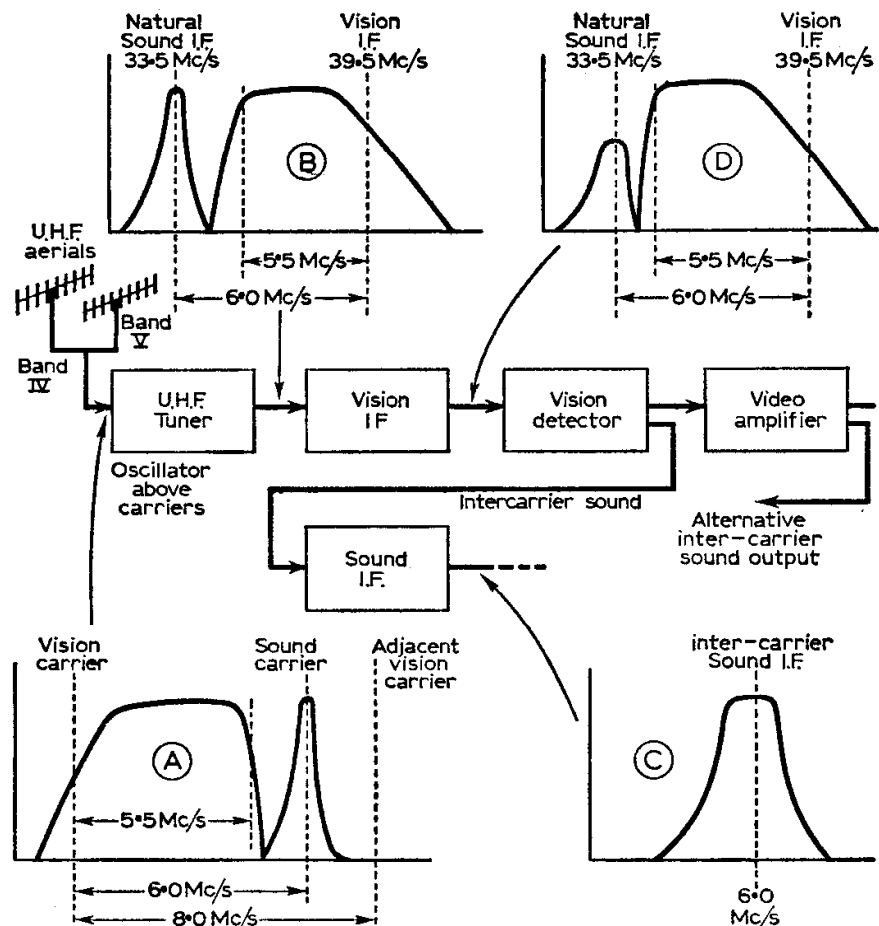 Natural
Sound I.F.
33•5 Mc/s
Vision
I.F.
39•5 Mc/s
B
5•5 Mc/s
6•0 Mc/s
Natural
Sound I.F.
33•5 Mc/s
Vision
I.F.
39•5 Mc/s
D
5•5 Mc/s
6•0 Mc/s
U.H.F.
aerials
Band
V
Band
IV
U.H.F.
Tuner
Vision
I.F
Vision
detector
Video
amplifier
Oscillator
above
carriers
Intercarrier sound
Alternative
inter-carrier
sound output
Sound
I.F.
Vision
carrier
Sound
carrier
Adjacent
vision
carrier
A
5•5 Mc/s
6•0 Mc/s
8•0 Mc/s
inter-carrier
Sound I.F.
C
6•0
Mc/s